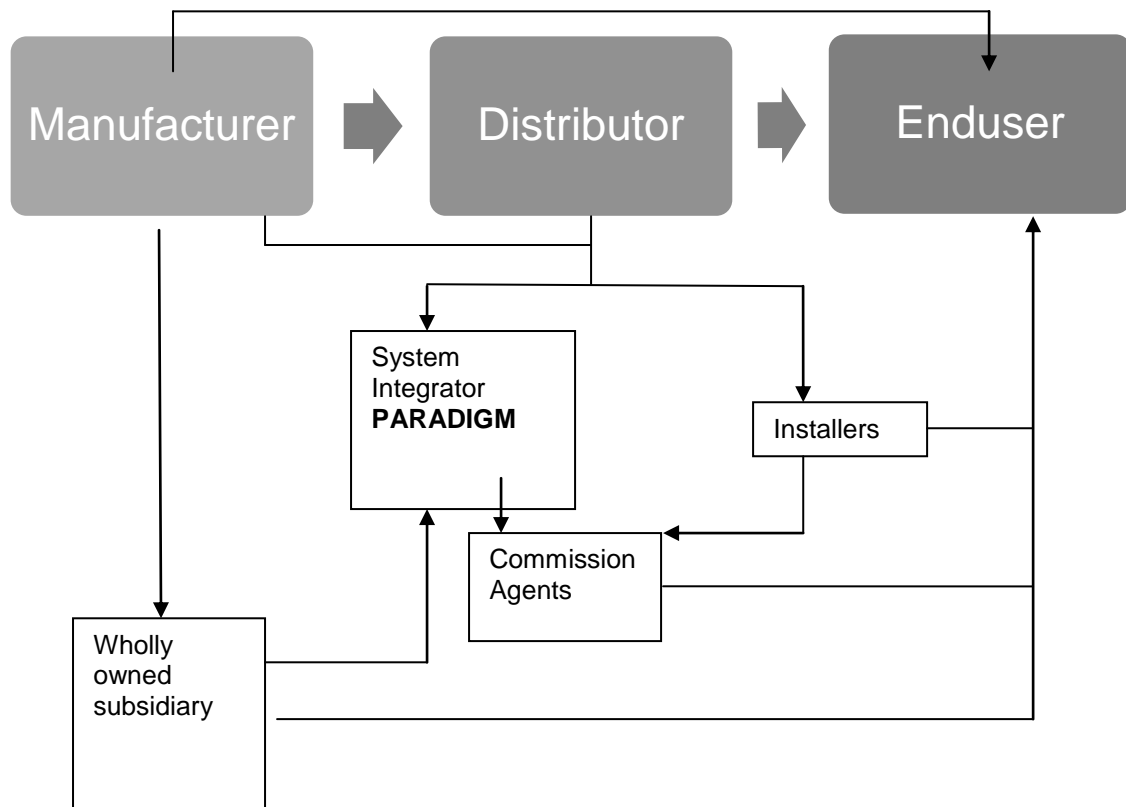 Manufacturer
Distributor
Enduser
System
Integrator
PARADIGM
Installers
Commission
Agents
Wholly
owned
subsidiary